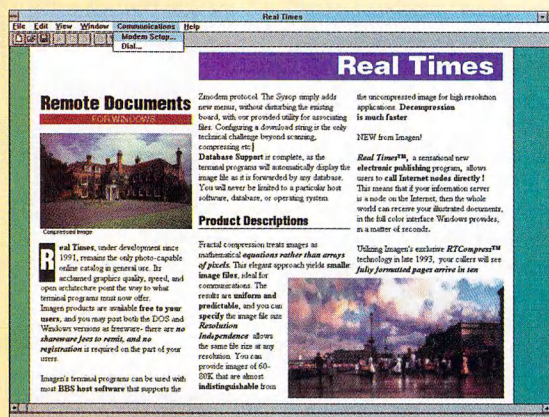 Real Times
File Edit View Window Communications Help
Modem Setup...
Dial...
Real Times
Remote Documents
FOR WINDOWS
Compressed Image
Real Times, under development since
1991, remains the only photo-capable
online catalog in general use. Its
acclaimed graphics quality, speed, and
open architecture point the way to what
terminal programs must now offer.
Imagen products are available free to your
users, and you may post both the DOS and
Windows versions as freeware- there are no
shareware fees to remit, and no
registration is required on the part of your
users.
Imagen's terminal programs can be used with
most BBS host software that supports the
Zmodem protocol. The Sysop simply adds
new menus, without disturbing the existing
board, with our provided utility for associating
files. Configuring a download string is the only
technical challenge beyond scanning,
compressing etc.
Database Support is complete, as the
terminal programs will automatically display the
image file as it is forwarded by any database.
You will never be limited to a particular host
software, database, or operating system.
Product Descriptions
Fractal compression treats images as
mathematical equations rather than arrays
of pixels. This elegant approach yields smaller
image files, ideal for
communications. The
results are uniform and
predictable, and you can
specify the image file size
Resolution
Independence allows
the same file size at any
resolution. You can
provide images of 60-
80K that are almost
indistinguishable from
the uncompressed image for high resolution
applications. Decompression
is much faster
NEW from Imagen!
Real Times™, a sensational new
electronic publishing program, allows
users to call Internet nodes directly !
This means that if your information server
is a node on the Internet, then the whole
world can receive your illustrated documents,
in the full color interface Windows provides,
in a matter of seconds.
Utilizing Imagen's exclusive RTCompress™
technology in late 1993, your callers will see
fully formatted pages arrive in ten